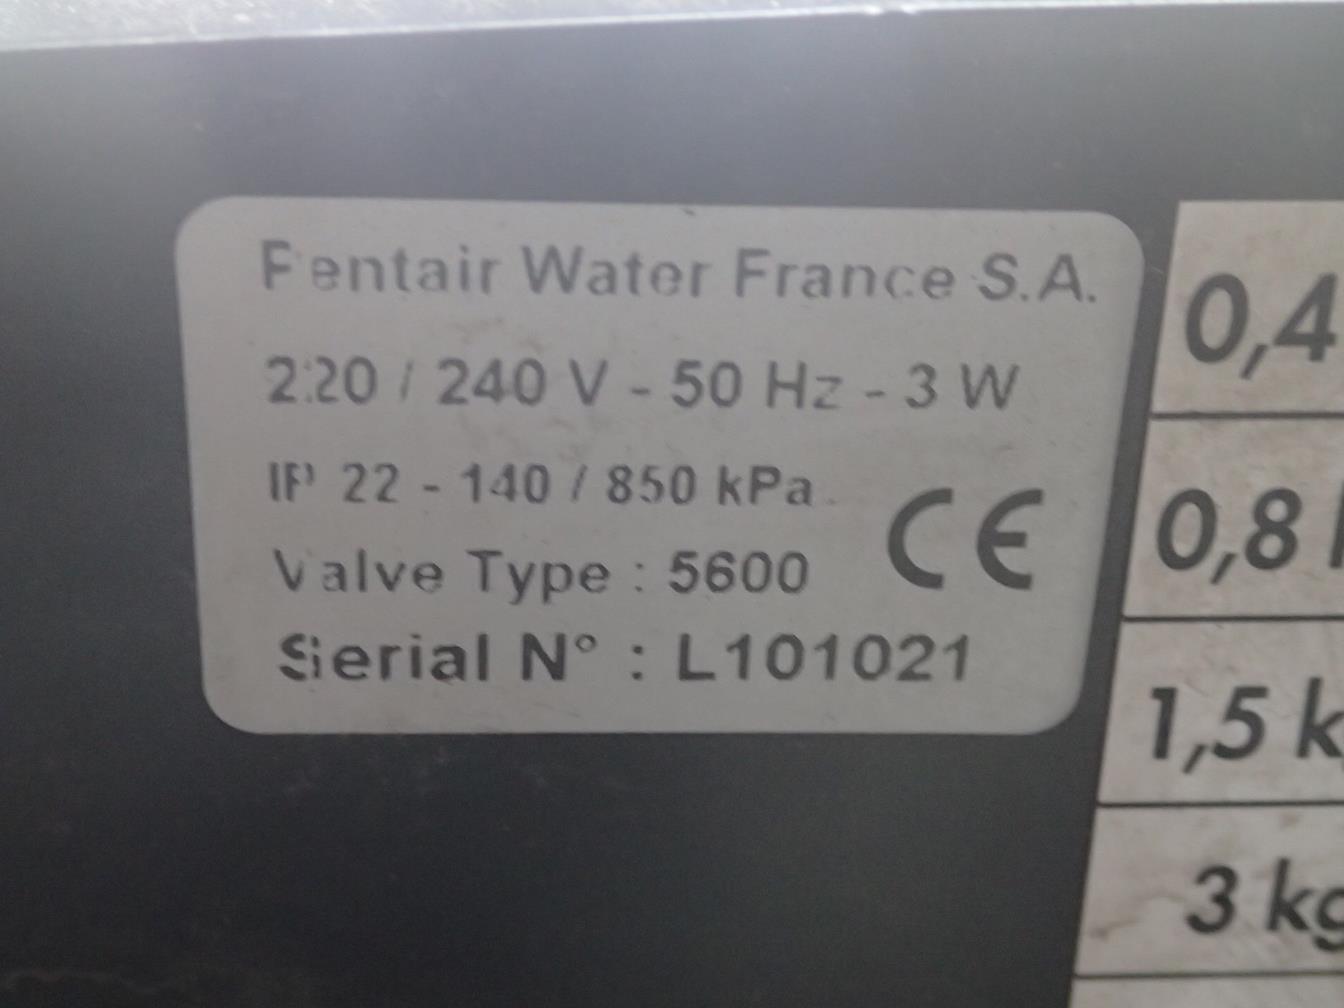 Pentair Water France S.A.
220 / 240 V - 50 Hz - 3 W
IP 22 - 140 / 850 kPa
CE
Valve Type : 5600
Serial N° : L101021
0,4
0,8
1,5 kg
3 kg